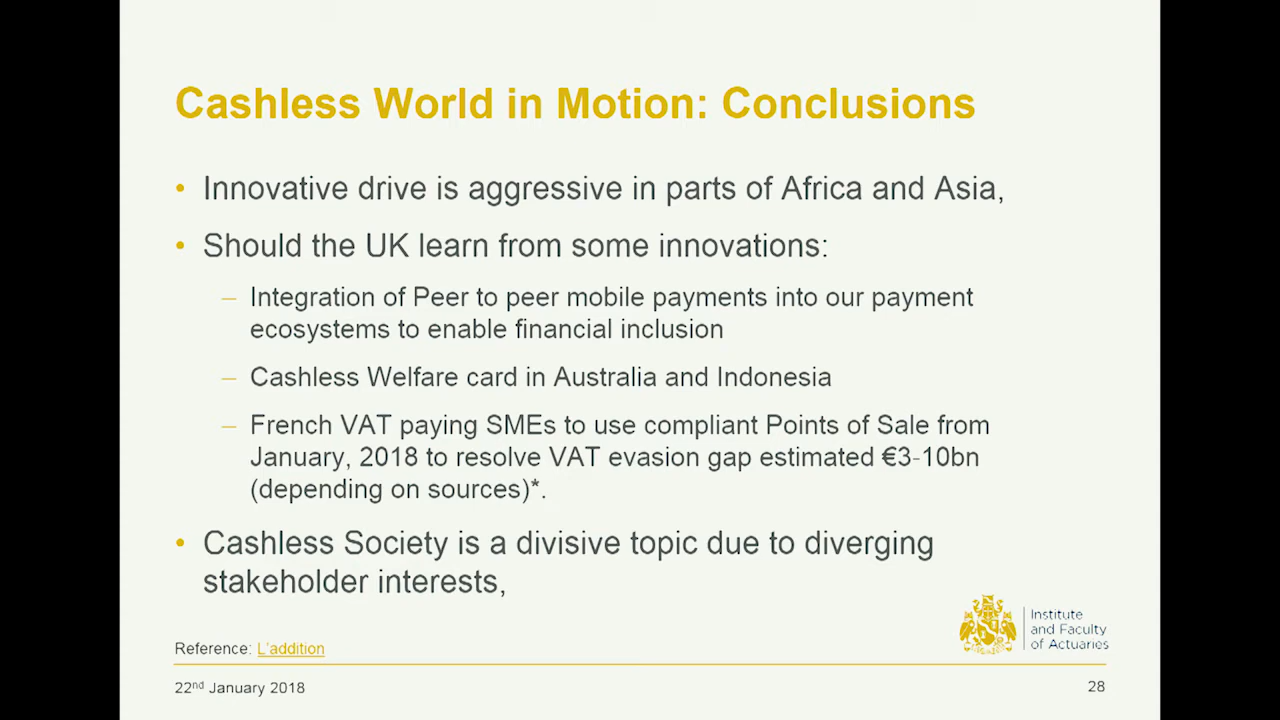 Cashless World in Motion: Conclusions
• Innovative drive is aggressive in parts of Africa and Asia,
• Should the UK learn from some innovations:
– Integration of Peer to peer mobile payments into our payment
ecosystems to enable financial inclusion
– Cashless Welfare card in Australia and Indonesia
– French VAT paying SMEs to use compliant Points of Sale from
January, 2018 to resolve VAT evasion gap estimated €3-10bn
(depending on sources)*.
• Cashless Society is a divisive topic due to diverging
stakeholder interests,
Institute
and Faculty
of Actuaries
Reference: L'addition
22nd January 2018
28